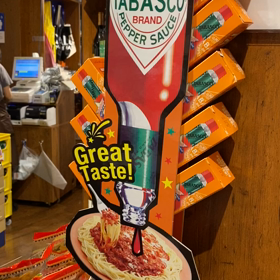 TABASCO
BRAND
PEPPER SAUCE
Great
Taste!